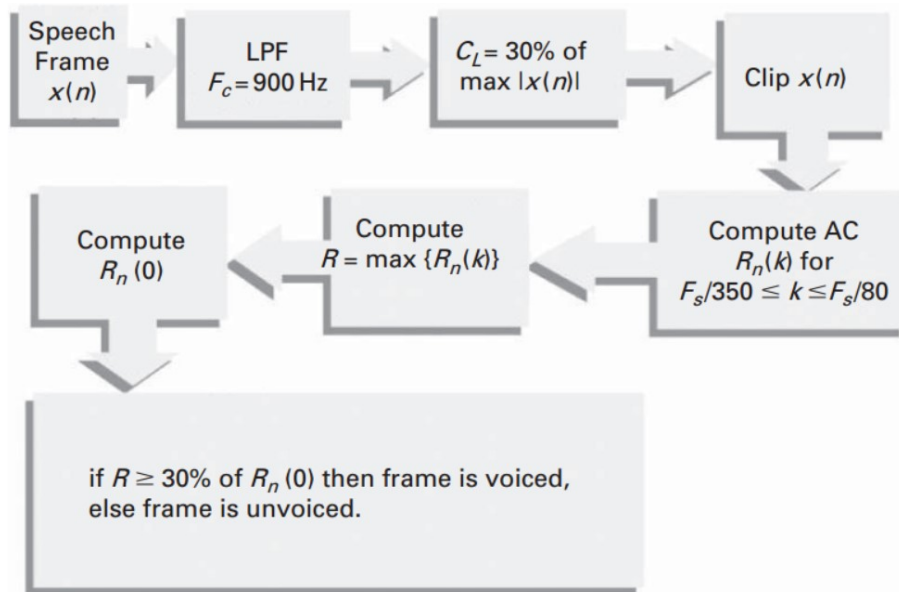 Speech
Frame
x(n)
LPF
F_c = 900 Hz
C_L = 30% of
max |x(n)|
Clip x(n)
Compute AC
R_n(k) for
F_s/350 ≤ k ≤ F_s/80
Compute
R = max {R_n(k)}
Compute
R_n (0)
if R ≥ 30% of R_n (0) then frame is voiced,
else frame is unvoiced.